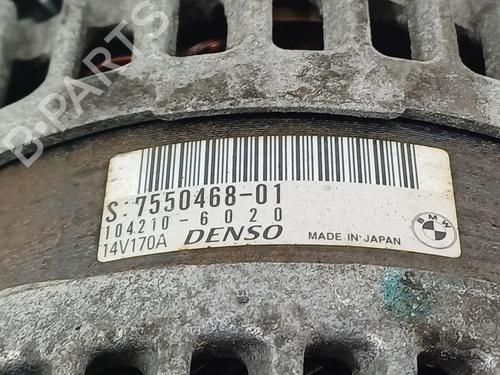 S:7550468-01
104210-6020
14V170A DENSO MADE IN JAPAN
BMW
B-PARTS